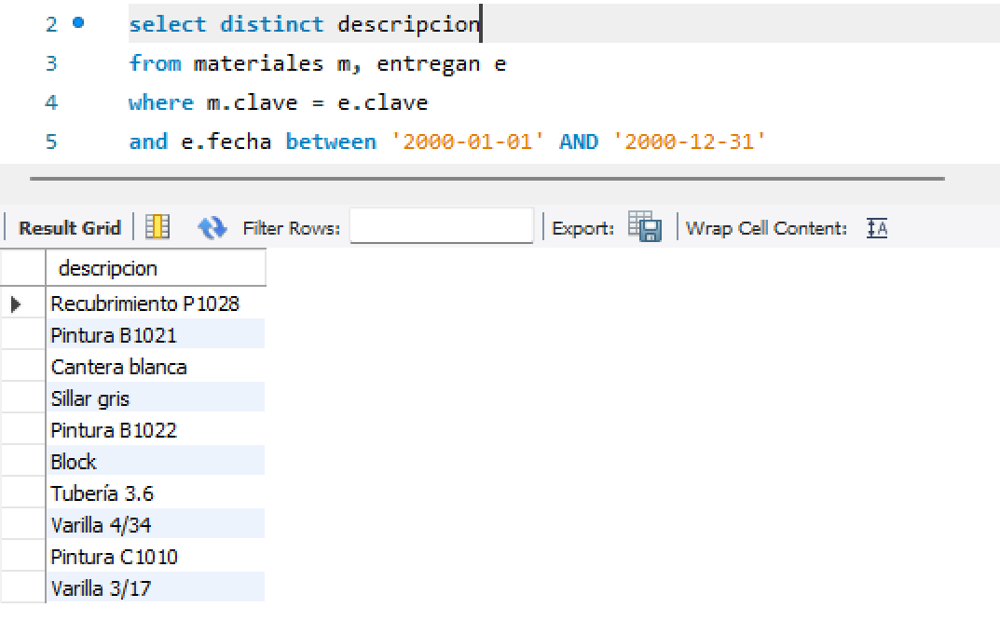 2 select distinct descripcion
3 from materiales m, entregan e
4 where m.clave = e.clave
5 and e.fecha between '2000-01-01' AND '2000-12-31'
Result Grid Filter Rows: Export: Wrap Cell Content: IA
descripcion
Recubrimiento P1028
Pintura B1021
Cantera blanca
Sillar gris
Pintura B1022
Block
Tubería 3.6
Varilla 4/34
Pintura C1010
Varilla 3/17